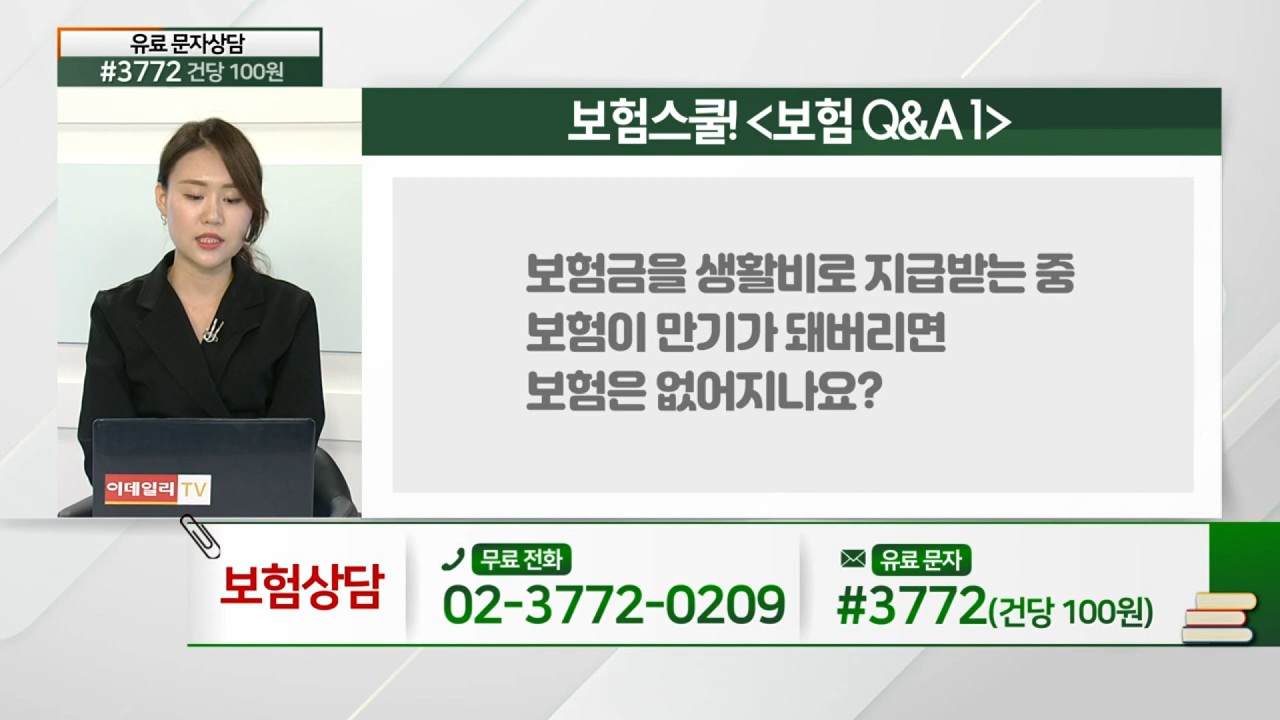 유료 문자상담
#3772 건당 100원
보험스쿨! <보험 Q&A 1>
보험금을 생활비로 지급받는 중
보험이 만기가 돼버리면
보험은 없어지나요?
이데일리 TV
보험상담
무료 전화
02-3772-0209
유료 문자
#3772(건당 100원)